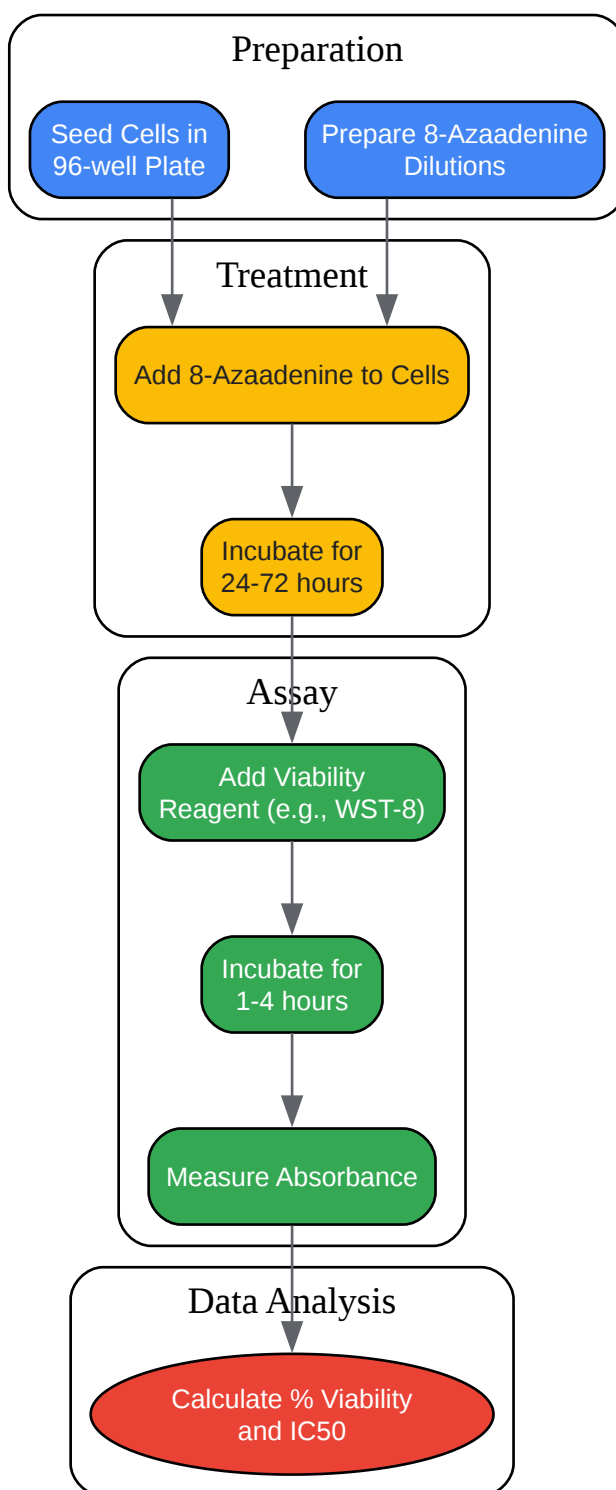 Preparation
Seed Cells in
96-well Plate
Prepare 8-Azaadenine
Dilutions
Treatment
Add 8-Azaadenine to Cells
Incubate for
24-72 hours
Assay
Add Viability
Reagent (e.g., WST-8)
Incubate for
1-4 hours
Measure Absorbance
Data Analysis
Calculate % Viability
and IC50